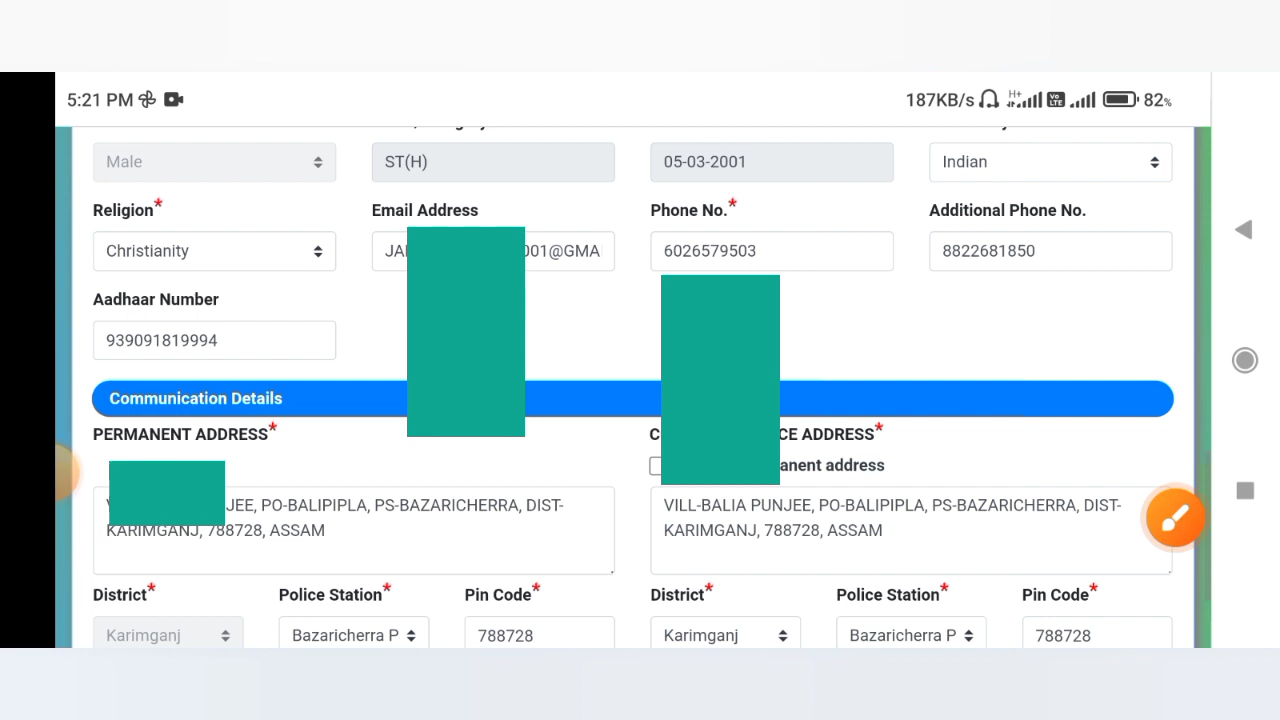 5:21 PM 187KB/s H+ Vo LTE 82%
Male ST(H) 05-03-2001 Indian
Religion* Email Address Phone No.* Additional Phone No.
Christianity 001@GMA 6026579503 8822681850
Aadhaar Number
939091819994
Communication Details
PERMANENT ADDRESS* CE ADDRESS*
anent address
JEE, PO-BALIPIPLA, PS-BAZARICHERRA, DIST-
KARIMGANJ, 788728, ASSAM
VILL-BALIA PUNJEE, PO-BALIPIPLA, PS-BAZARICHERRA, DIST-
KARIMGANJ, 788728, ASSAM
District* Police Station* Pin Code* District* Police Station* Pin Code*
Karimganj Bazaricherra P 788728 Karimganj Bazaricherra P 788728